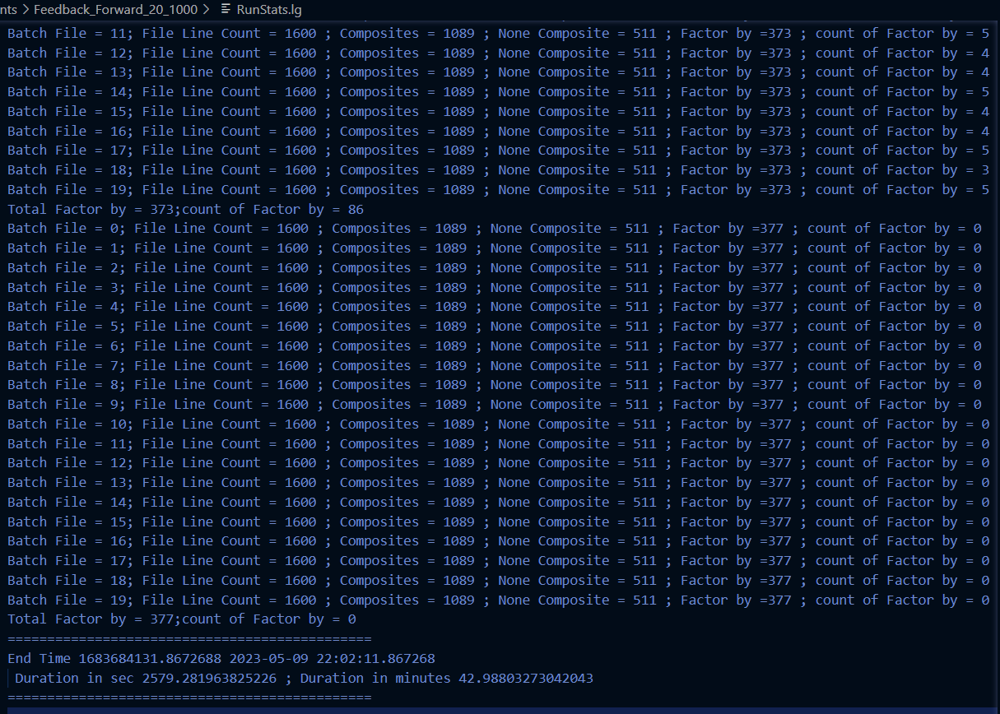 nts > Feedback_Forward_20_1000 > RunStats.lg
Batch File = 11; File Line Count = 1600 ; Composites = 1089 ; None Composite = 511 ; Factor by =373 ; count of Factor by = 5
Batch File = 12; File Line Count = 1600 ; Composites = 1089 ; None Composite = 511 ; Factor by =373 ; count of Factor by = 4
Batch File = 13; File Line Count = 1600 ; Composites = 1089 ; None Composite = 511 ; Factor by =373 ; count of Factor by = 4
Batch File = 14; File Line Count = 1600 ; Composites = 1089 ; None Composite = 511 ; Factor by =373 ; count of Factor by = 5
Batch File = 15; File Line Count = 1600 ; Composites = 1089 ; None Composite = 511 ; Factor by =373 ; count of Factor by = 4
Batch File = 16; File Line Count = 1600 ; Composites = 1089 ; None Composite = 511 ; Factor by =373 ; count of Factor by = 4
Batch File = 17; File Line Count = 1600 ; Composites = 1089 ; None Composite = 511 ; Factor by =373 ; count of Factor by = 5
Batch File = 18; File Line Count = 1600 ; Composites = 1089 ; None Composite = 511 ; Factor by =373 ; count of Factor by = 3
Batch File = 19; File Line Count = 1600 ; Composites = 1089 ; None Composite = 511 ; Factor by =373 ; count of Factor by = 5
Total Factor by = 373;count of Factor by = 86
Batch File = 0; File Line Count = 1600 ; Composites = 1089 ; None Composite = 511 ; Factor by =377 ; count of Factor by = 0
Batch File = 1; File Line Count = 1600 ; Composites = 1089 ; None Composite = 511 ; Factor by =377 ; count of Factor by = 0
Batch File = 2; File Line Count = 1600 ; Composites = 1089 ; None Composite = 511 ; Factor by =377 ; count of Factor by = 0
Batch File = 3; File Line Count = 1600 ; Composites = 1089 ; None Composite = 511 ; Factor by =377 ; count of Factor by = 0
Batch File = 4; File Line Count = 1600 ; Composites = 1089 ; None Composite = 511 ; Factor by =377 ; count of Factor by = 0
Batch File = 5; File Line Count = 1600 ; Composites = 1089 ; None Composite = 511 ; Factor by =377 ; count of Factor by = 0
Batch File = 6; File Line Count = 1600 ; Composites = 1089 ; None Composite = 511 ; Factor by =377 ; count of Factor by = 0
Batch File = 7; File Line Count = 1600 ; Composites = 1089 ; None Composite = 511 ; Factor by =377 ; count of Factor by = 0
Batch File = 8; File Line Count = 1600 ; Composites = 1089 ; None Composite = 511 ; Factor by =377 ; count of Factor by = 0
Batch File = 9; File Line Count = 1600 ; Composites = 1089 ; None Composite = 511 ; Factor by =377 ; count of Factor by = 0
Batch File = 10; File Line Count = 1600 ; Composites = 1089 ; None Composite = 511 ; Factor by =377 ; count of Factor by = 0
Batch File = 11; File Line Count = 1600 ; Composites = 1089 ; None Composite = 511 ; Factor by =377 ; count of Factor by = 0
Batch File = 12; File Line Count = 1600 ; Composites = 1089 ; None Composite = 511 ; Factor by =377 ; count of Factor by = 0
Batch File = 13; File Line Count = 1600 ; Composites = 1089 ; None Composite = 511 ; Factor by =377 ; count of Factor by = 0
Batch File = 14; File Line Count = 1600 ; Composites = 1089 ; None Composite = 511 ; Factor by =377 ; count of Factor by = 0
Batch File = 15; File Line Count = 1600 ; Composites = 1089 ; None Composite = 511 ; Factor by =377 ; count of Factor by = 0
Batch File = 16; File Line Count = 1600 ; Composites = 1089 ; None Composite = 511 ; Factor by =377 ; count of Factor by = 0
Batch File = 17; File Line Count = 1600 ; Composites = 1089 ; None Composite = 511 ; Factor by =377 ; count of Factor by = 0
Batch File = 18; File Line Count = 1600 ; Composites = 1089 ; None Composite = 511 ; Factor by =377 ; count of Factor by = 0
Batch File = 19; File Line Count = 1600 ; Composites = 1089 ; None Composite = 511 ; Factor by =377 ; count of Factor by = 0
Total Factor by = 377;count of Factor by = 0
==============================================
End Time 1683684131.8672688 2023-05-09 22:02:11.867268
Duration in sec 2579.281963825226 ; Duration in minutes 42.98803273042043
==============================================